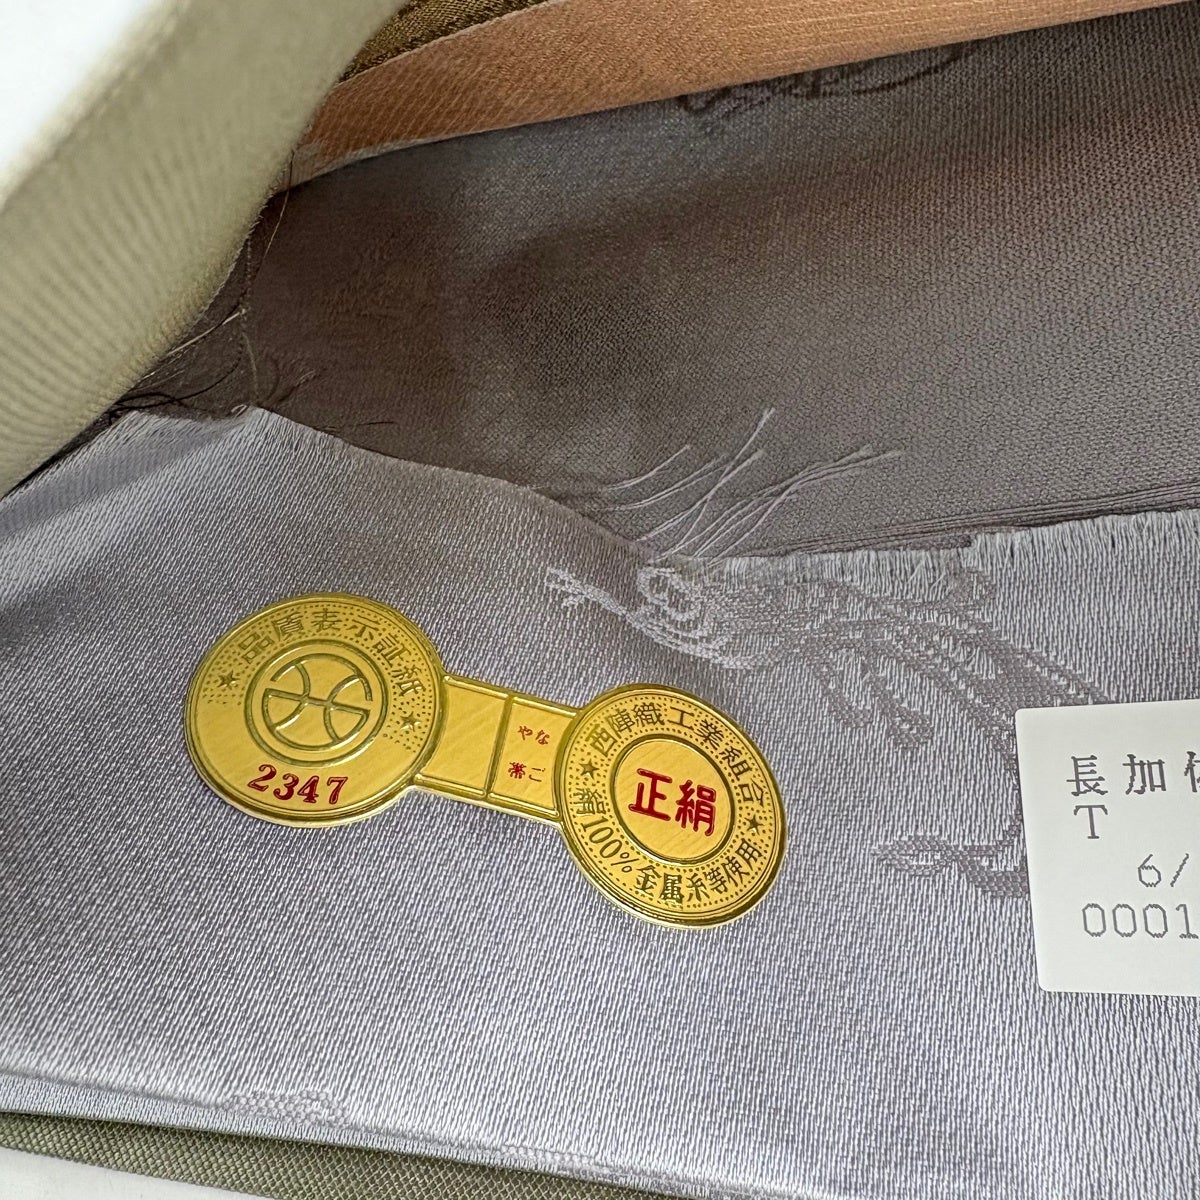 品質表示証紙
2347
やな
帯ご
西陣織工業組合
正絹
絹100%金属糸等使用
長加
T
6/
0001